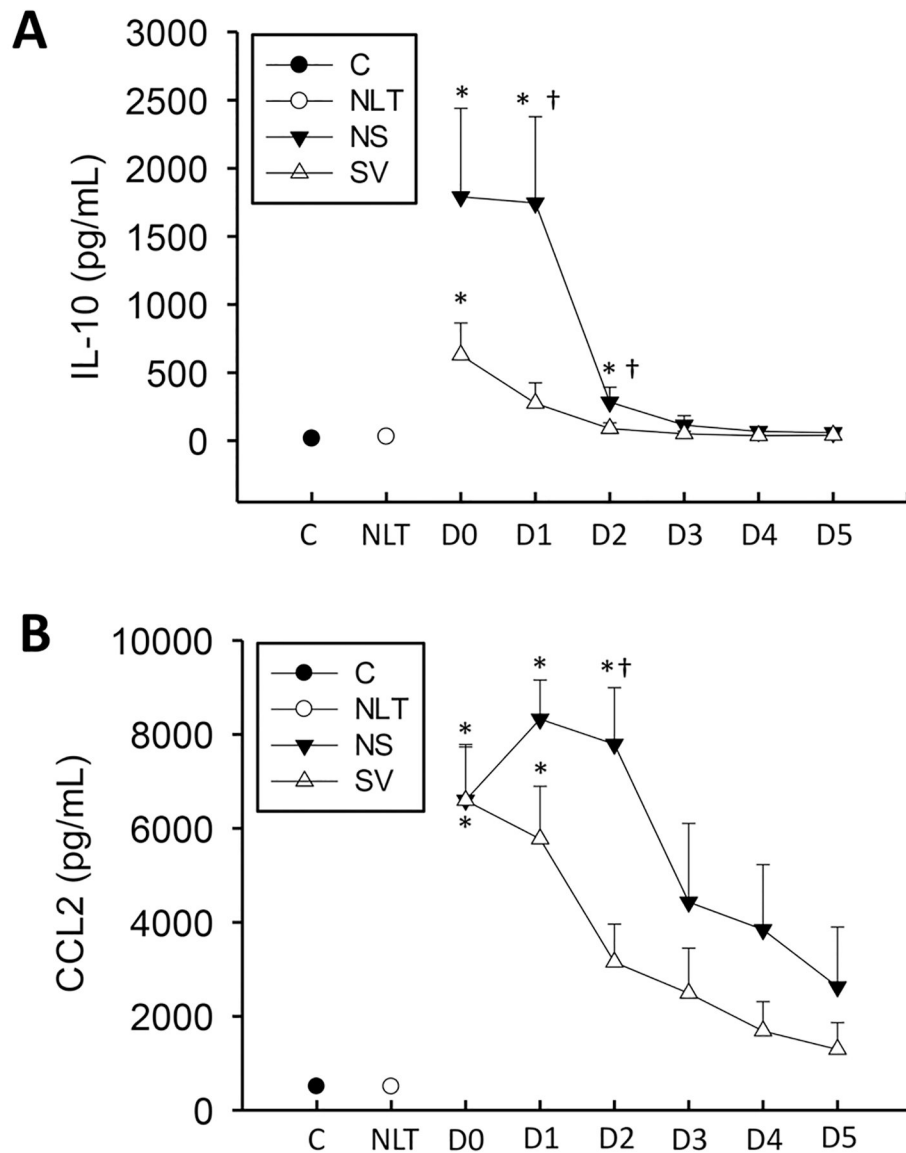 A
IL-10 (pg/mL)
3000
2500
2000
1500
1000
500
0
C
NLT
NS
SV
*
* †
*
* †
C NLT D0 D1 D2 D3 D4 D5
B
CCL2 (pg/mL)
10000
8000
6000
4000
2000
0
C
NLT
NS
SV
*
*†
*
*
*
C NLT D0 D1 D2 D3 D4 D5